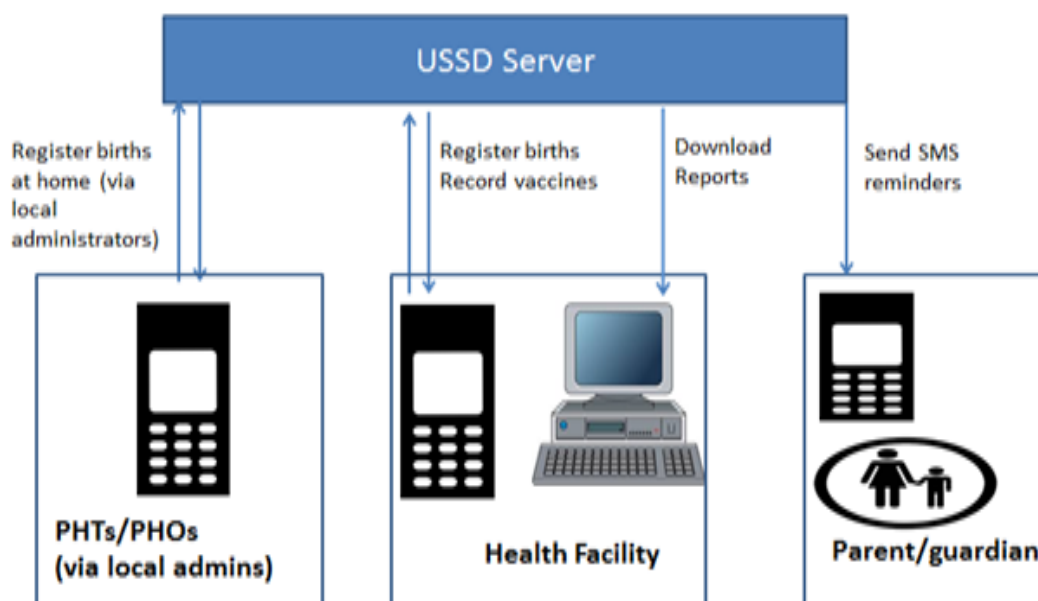 USSD Server
Register births
at home (via
local
administrators)
Register births
Record vaccines
Download
Reports
Send SMS
reminders
PHTs/PHOs
(via local admins)
Health Facility
Parent/guardian